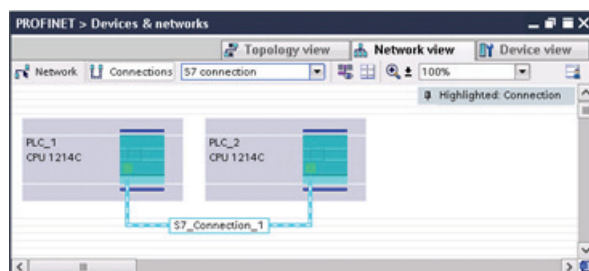 PROFINET > Devices & networks
Topology view Network view Device view
Network Connections S7 connection 100%
Highlighted: Connection
PLC_1
CPU 1214C
PLC_2
CPU 1214C
S7_Connection_1